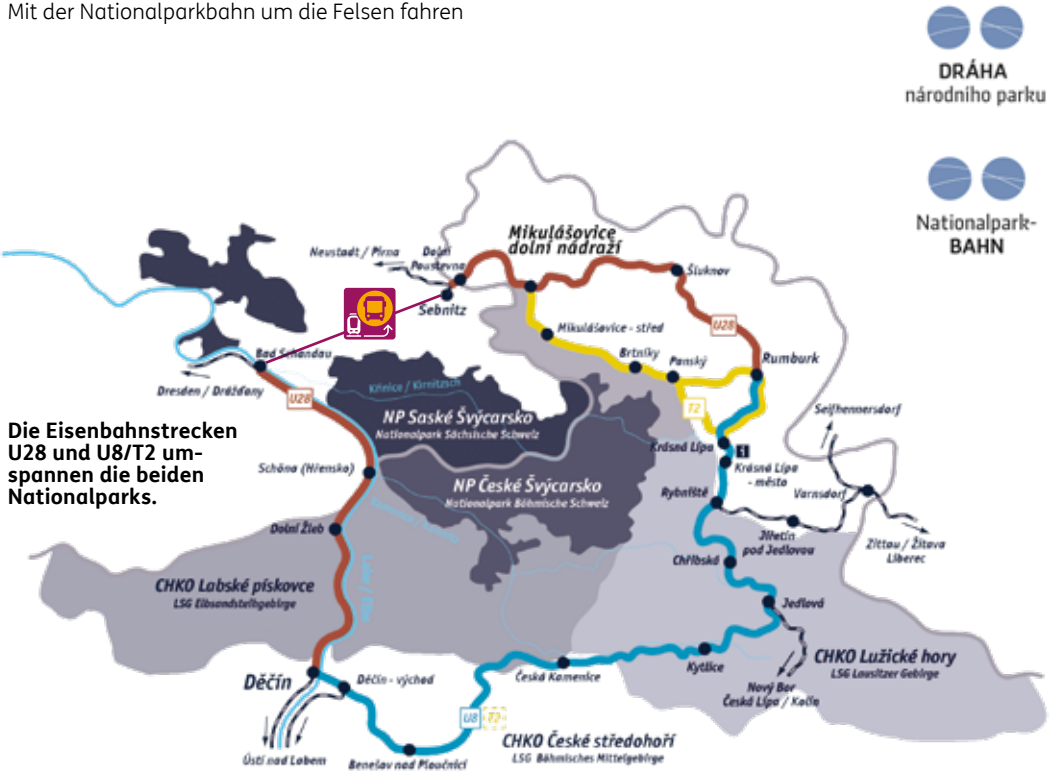 Mit der Nationalparkbahn um die Felsen fahren
DRÁHA
národního parku
Nationalpark-
BAHN
Mikulášovice
dolní nádraží
Neustadt / Pirna
Dolní
Poustevna
Šluknov
Sebnitz
U28
Mikulášovice - střed
Brtníky
Panský
Rumburk
Bad Schandau
Dresden / Drážďany
Křinice / Kirnitzsch
U28
T2
NP Saské Švýcarsko
Nationalpark Sächsische Schweiz
Seifhennersdorf
Die Eisenbahnstrecken
U28 und U8/T2 um-
spannen die beiden
Nationalparks.
Krásná Lípa
Schöna (Hřensko)
Krásná Lípa
- město
NP České Švýcarsko
Nationalpark Böhmische Schweiz
Rybniště
Varnsdorf
Dolní Žleb
Jiřetín
pod Jedlovou
Zittau / Žitava
Liberec
Chřibská
CHKO Labské pískovce
LSG Elbsandsteingebirge
Labe / Elbe
Jedlová
Kytlice
CHKO Lužické hory
LSG Lausitzer Gebirge
Děčín
Děčín - východ
Česká Kamenice
Nový Bor
Česká Lípa / Kolín
U8
T2
CHKO České středohoří
LSG Böhmisches Mittelgebirge
Ústí nad Labem
Benešov nad Ploučnicí